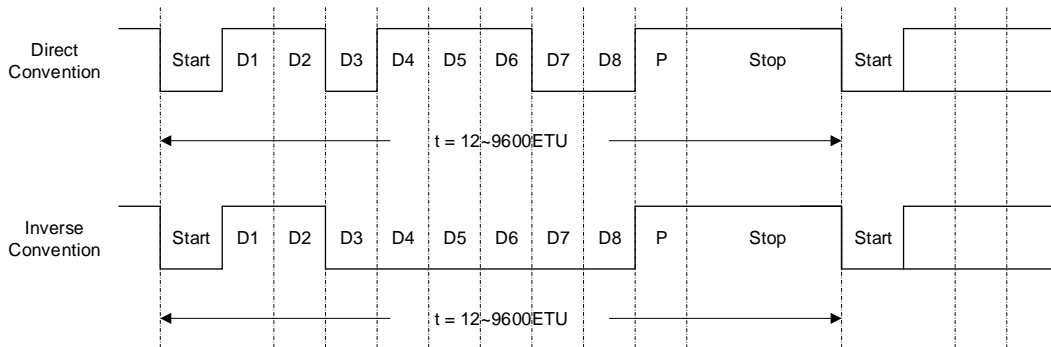 Direct
Convention
Start D1 D2 D3 D4 D5 D6 D7 D8 P Stop Start
t = 12~9600ETU
Inverse
Convention
Start D1 D2 D3 D4 D5 D6 D7 D8 P Stop Start
t = 12~9600ETU